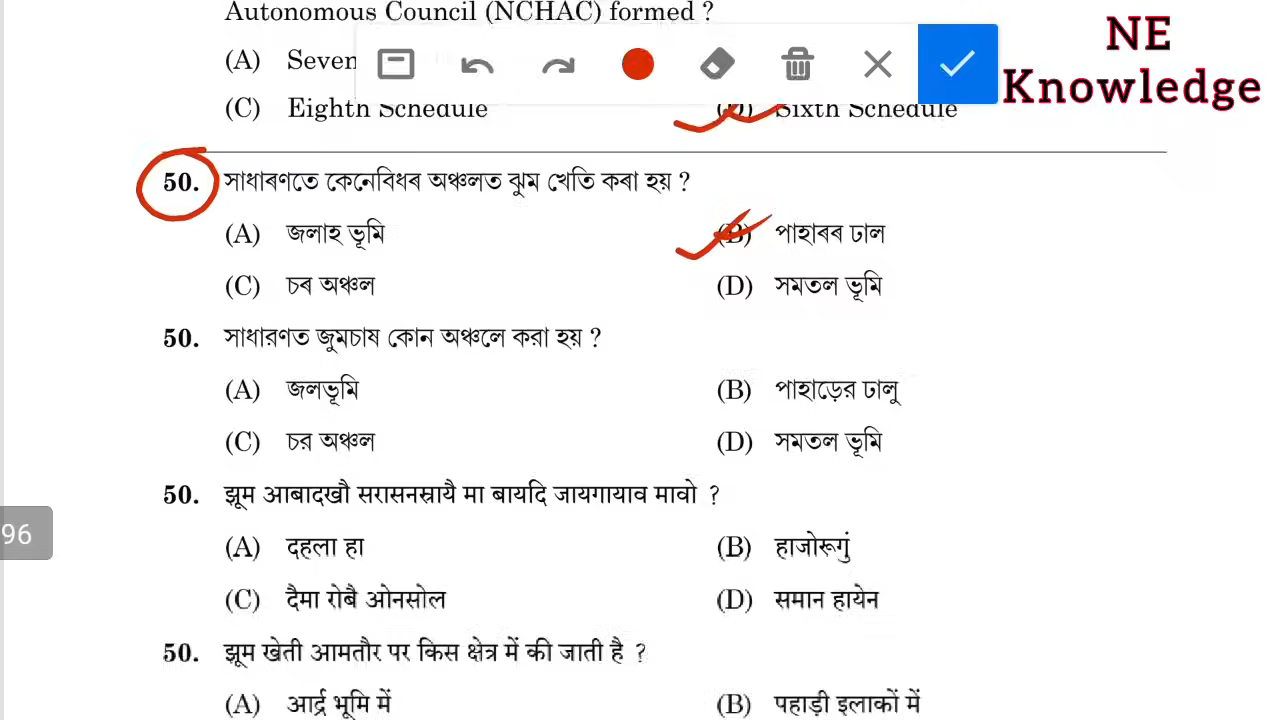 Autonomous Council (NCHAC) formed ?
(A) Seven
(C) Eighth Schedule (D) Sixth Schedule
NE
Knowledge
50. সাধাৰণতে কেনেবিধৰ অঞ্চলত ঝুম খেতি কৰা হয় ?
(A) জলাহ ভূমি (B) পাহাৰৰ ঢাল
(C) চৰ অঞ্চল (D) সমতল ভূমি
50. সাধারণত জুমচাষ কোন অঞ্চলে করা হয় ?
(A) জলভূমি (B) পাহাড়ের ঢালু
(C) চর অঞ্চল (D) সমতল ভূমি
50. झूम आबादखौ सरासनस्रायै मा बायदि जायगायाव मावो ?
(A) दहला हा (B) हाजोरूगुं
(C) दैमा रोबै ओनसोल (D) समान हायेन
96
50. झूम खेती आमतौर पर किस क्षेत्र में की जाती है ?
(A) आर्द्र भूमि में (B) पहाड़ी इलाकों में